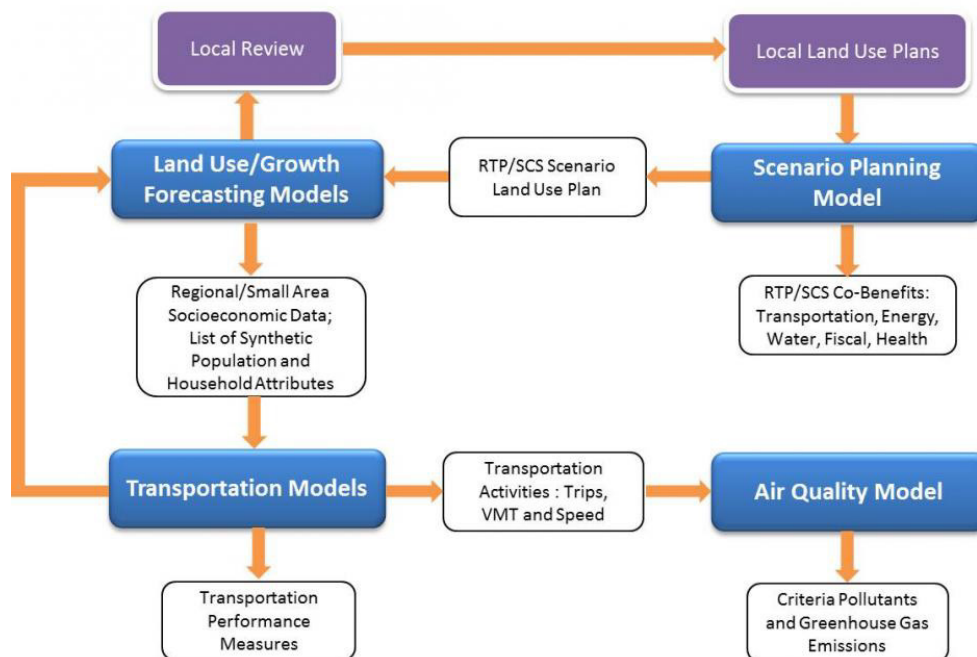 Local Review
Local Land Use Plans
Land Use/Growth
Forecasting Models
RTP/SCS Scenario
Land Use Plan
Scenario Planning
Model
Regional/Small Area
Socioeconomic Data;
List of Synthetic
Population and
Household Attributes
RTP/SCS Co-Benefits:
Transportation, Energy,
Water, Fiscal, Health
Transportation Models
Transportation
Activities : Trips,
VMT and Speed
Air Quality Model
Transportation
Performance
Measures
Criteria Pollutants
and Greenhouse Gas
Emissions